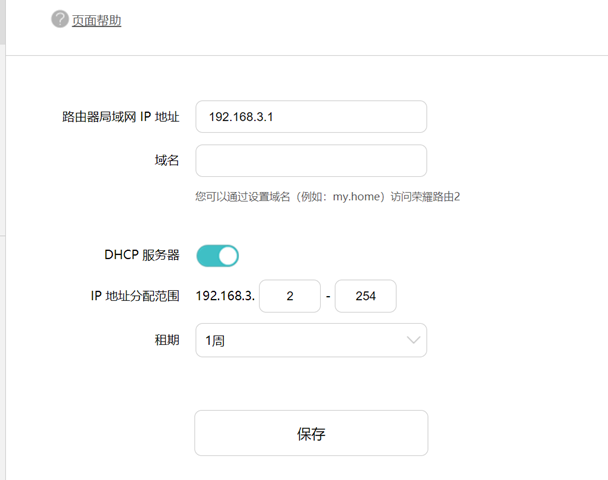 页面帮助
路由器局域网 IP 地址 192.168.3.1
域名
您可以通过设置域名（例如：my.home）访问荣耀路由2
DHCP 服务器
IP 地址分配范围 192.168.3. 2 - 254
租期 1周
保存